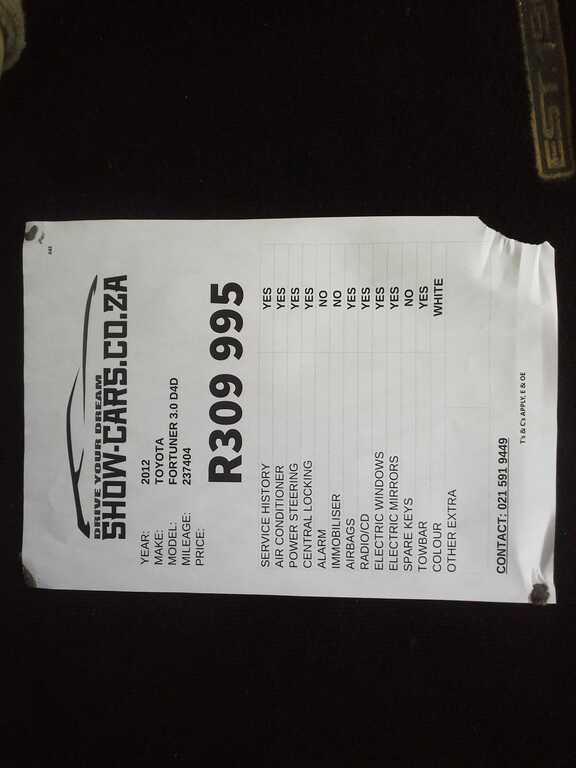 443
DRIVE YOUR DREAM
SHOW-CARS.CO.ZA
YEAR: 2012
MAKE: TOYOTA
MODEL: FORTUNER 3.0 D4D
MILEAGE: 237404
PRICE: R309 995
SERVICE HISTORY YES
AIR CONDITIONER YES
POWER STEERING YES
CENTRAL LOCKING YES
ALARM NO
IMMOBILISER NO
AIRBAGS YES
RADIO/CD YES
ELECTRIC WINDOWS YES
ELECTRIC MIRRORS YES
SPARE KEYS NO
TOWBAR YES
COLOUR WHITE
OTHER EXTRA
T's & C's APPLY, E & OE
CONTACT: 021 591 9449
EST.